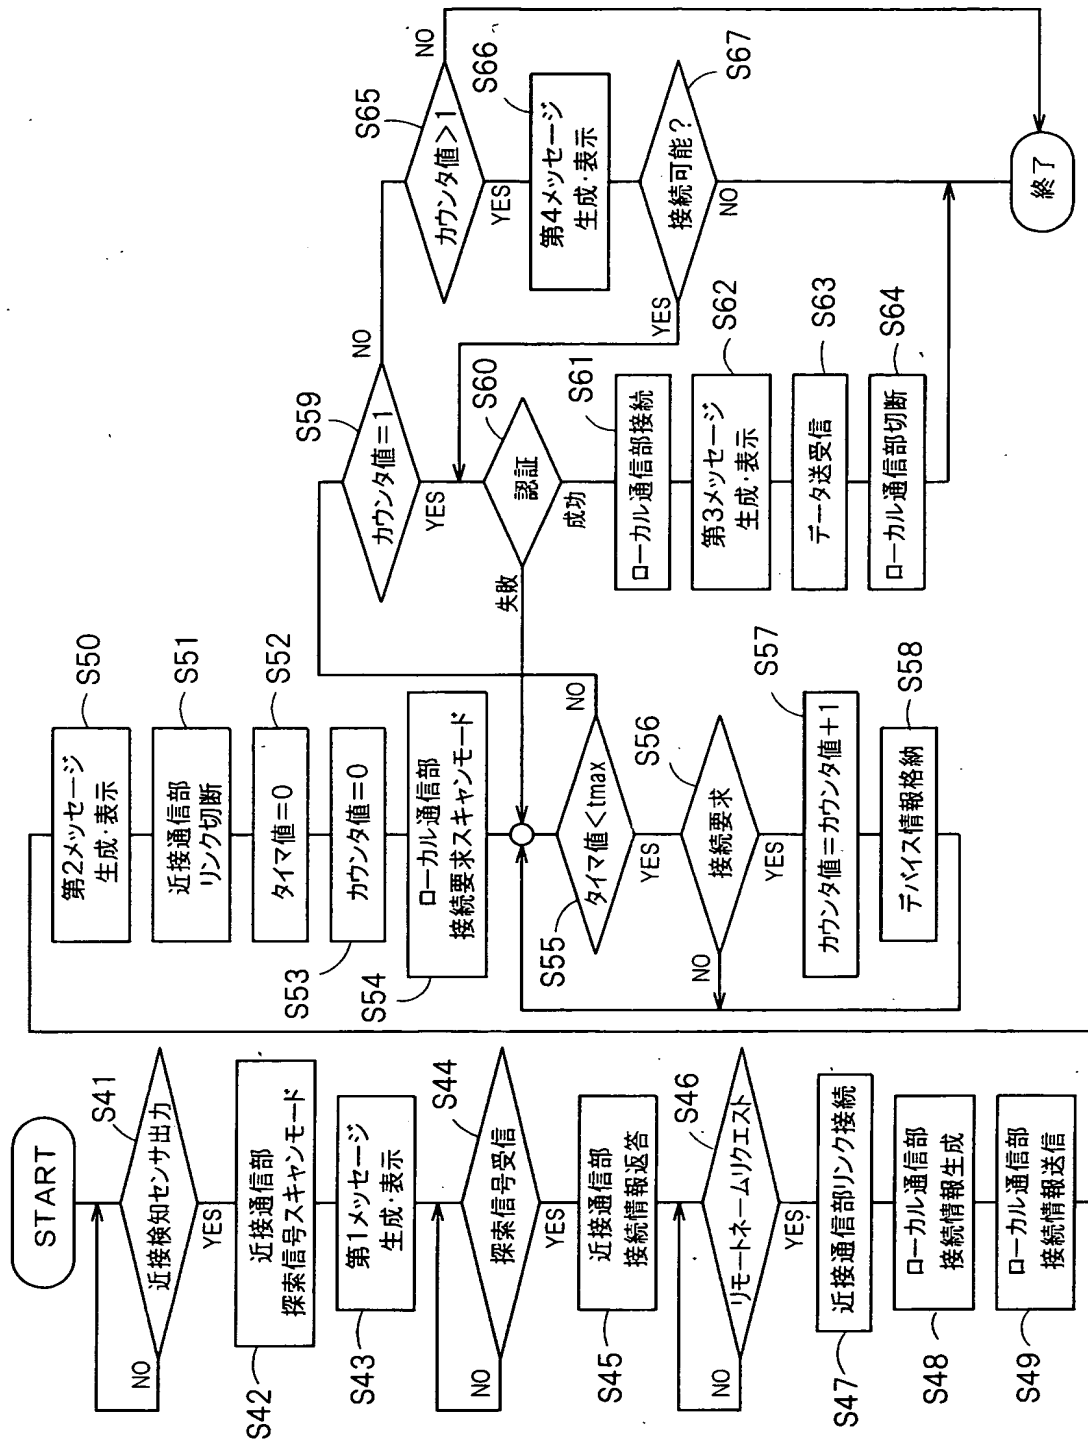 START
近接検知センサ出力
S41
NO
YES
近接通信部
探索信号スキャンモード
S42
第1メッセージ
生成・表示
S43
探索信号受信
S44
NO
YES
近接通信部
接続情報返答
S45
リモートネームリクエスト
S46
NO
YES
近接通信部リンク接続
S47
ローカル通信部
接続情報生成
S48
ローカル通信部
接続情報送信
S49
第2メッセージ
生成・表示
S50
近接通信部
リンク切断
S51
タイマ値=0
S52
カウンタ値=0
S53
ローカル通信部
接続要求スキャンモード
S54
タイマ値<tmax
S55
NO
YES
接続要求
S56
NO
YES
カウンタ値=カウンタ値+1
S57
デバイス情報格納
S58
カウンタ値=1
S59
NO
YES
認証
S60
失敗
成功
ローカル通信部接続
S61
第3メッセージ
生成・表示
S62
データ送受信
S63
ローカル通信部切断
S64
カウンタ値>1
S65
NO
YES
第4メッセージ
生成・表示
S66
接続可能?
S67
YES
NO
終了